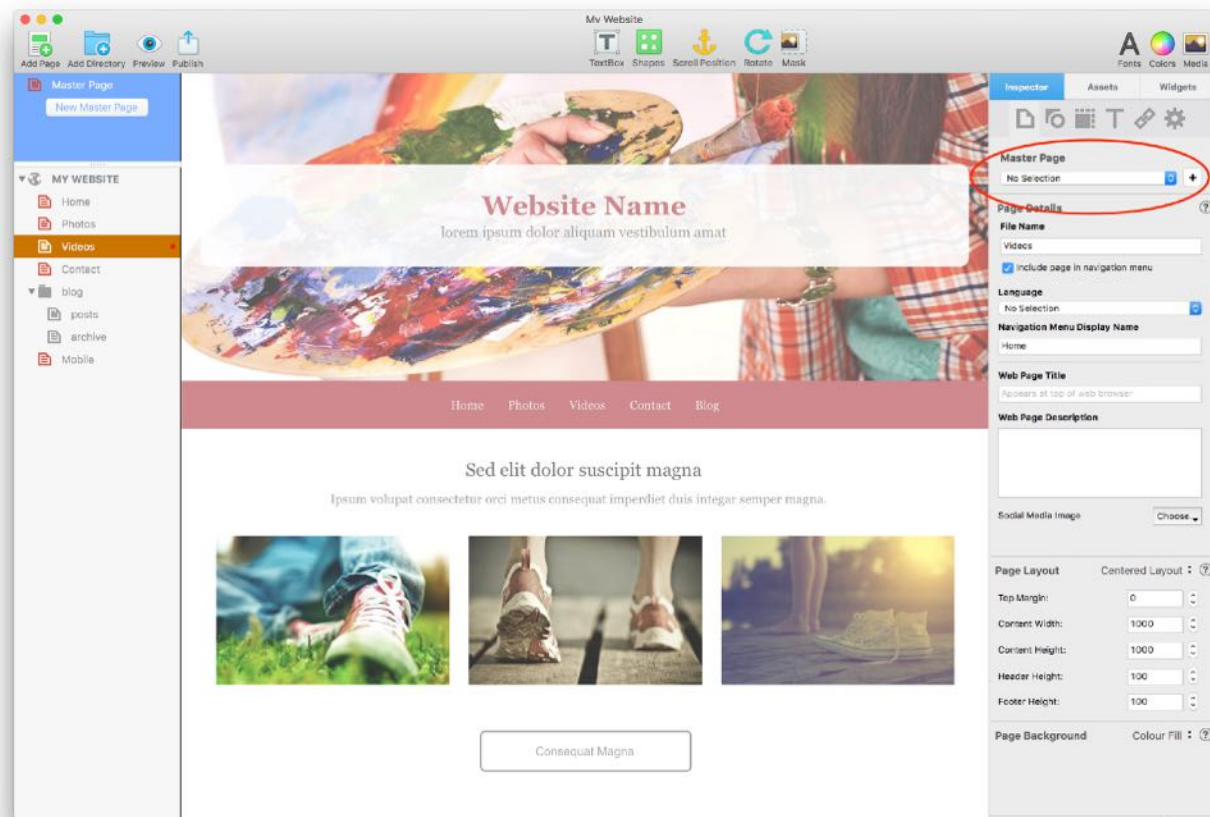 My Website
Add Page Add Directory Preview Publish
TextBox Shapes Scroll Position Rotate Mask
Fonts Colors Media
Master Page
New Master Page
MY WEBSITE
Home
Photos
Videos
Contact
blog
posts
archive
Mobile
Website Name
lorem ipsum dolor aliquam vestibulum amat
Home Photos Videos Contact Blog
Sed elit dolor suscipit magna
Ipsum volupat consectetur orci metus consequat imperdiet duis integar semper magna.
Consequat Magna
Inspector Assets Widgets
Master Page
No Selection
Page Details
File Name
Videos
Include page in navigation menu
Language
No Selection
Navigation Menu Display Name
Home
Web Page Title
Appears at top of web browser
Web Page Description
Social Media Image Choose
Page Layout Centered Layout
Top Margin: 0
Content Width: 1000
Content Height: 1000
Header Height: 100
Footer Height: 100
Page Background Colour Fill